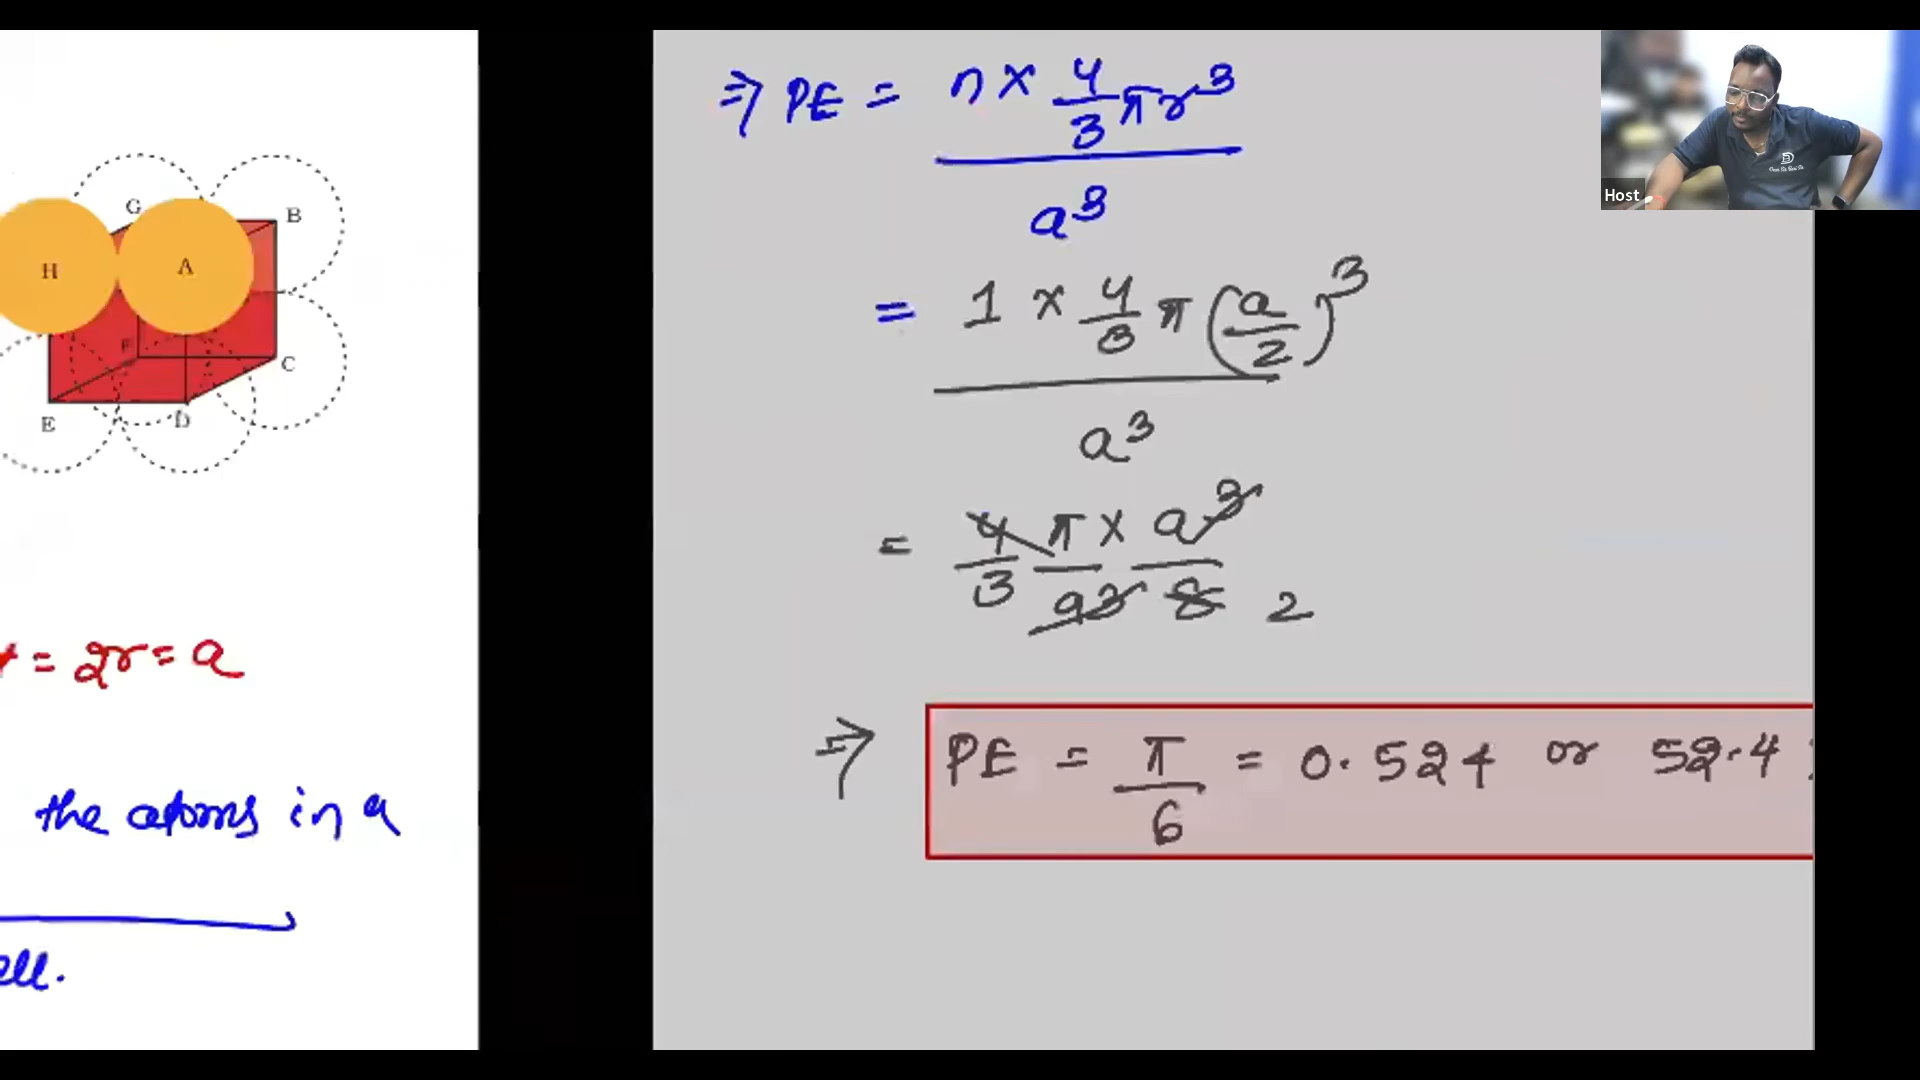 G
B
H
A
F
C
E
D
= 2r = a
the atoms in a
ell.
⇒ PE = n × 4/3 πr³
a³
= 1 × 4/3 π (a/2)³
a³
= 4/3 π/a³ × a³/8 2
⇒ PE = π/6 = 0.524 or 52.4
Host